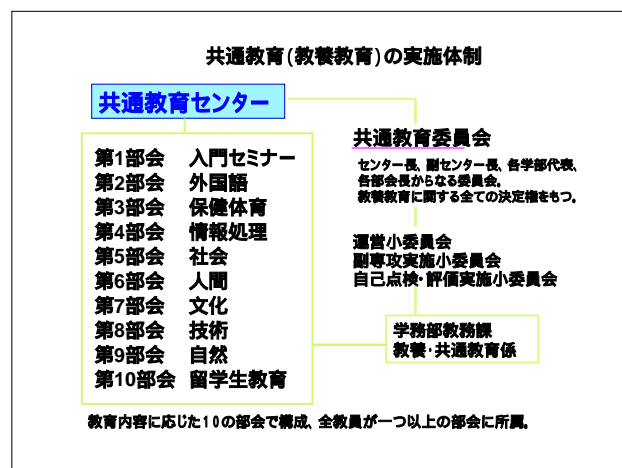 共通教育(教養教育)の実施体制
共通教育センター
第1部会 入門セミナー
第2部会 外国語
第3部会 保健体育
第4部会 情報処理
第5部会 社会
第6部会 人間
第7部会 文化
第8部会 技術
第9部会 自然
第10部会 留学生教育
共通教育委員会
センター長、副センター長、各学部代表、
各部会長からなる委員会。
教養教育に関する全ての決定権をもつ。
運営小委員会
副専攻実施小委員会
自己点検・評価実施小委員会
学務部教務課
教養・共通教育係
教育内容に応じた10の部会で構成、全教員が一つ以上の部会に所属。